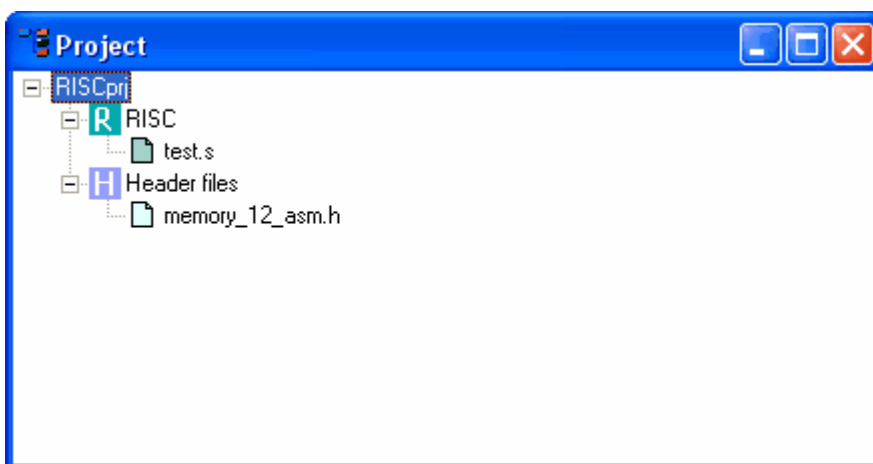 Project
RISCprj
R RISC
test.s
H Header files
memory_12_asm.h